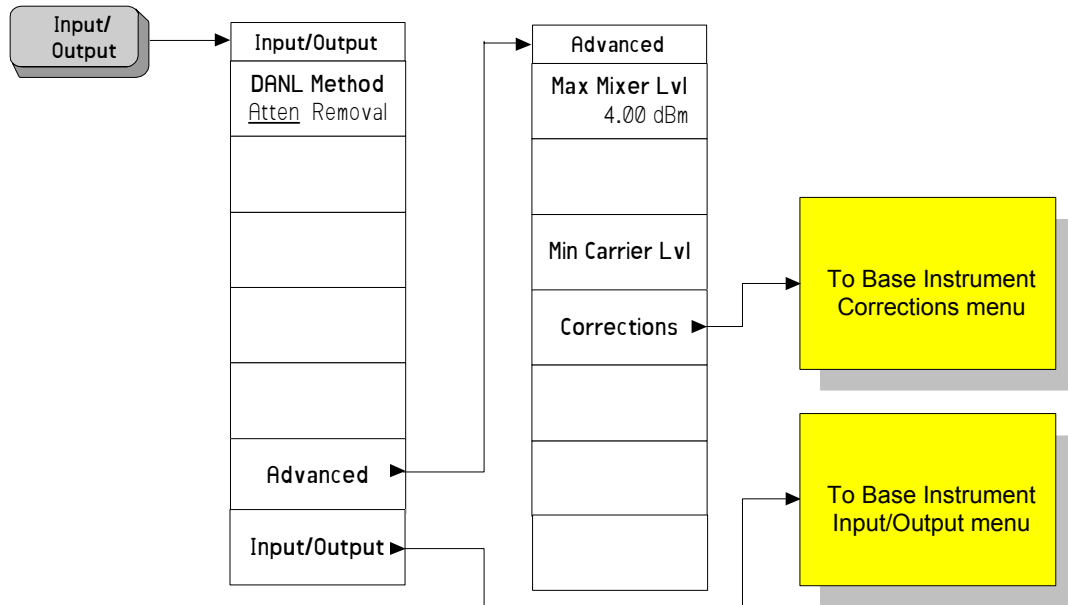 Input/
Output
Input/Output
DANL Method
Atten Removal
Advanced
Input/Output
Advanced
Max Mixer Lvl
4.00 dBm
Min Carrier Lvl
Corrections
To Base Instrument
Corrections menu
To Base Instrument
Input/Output menu